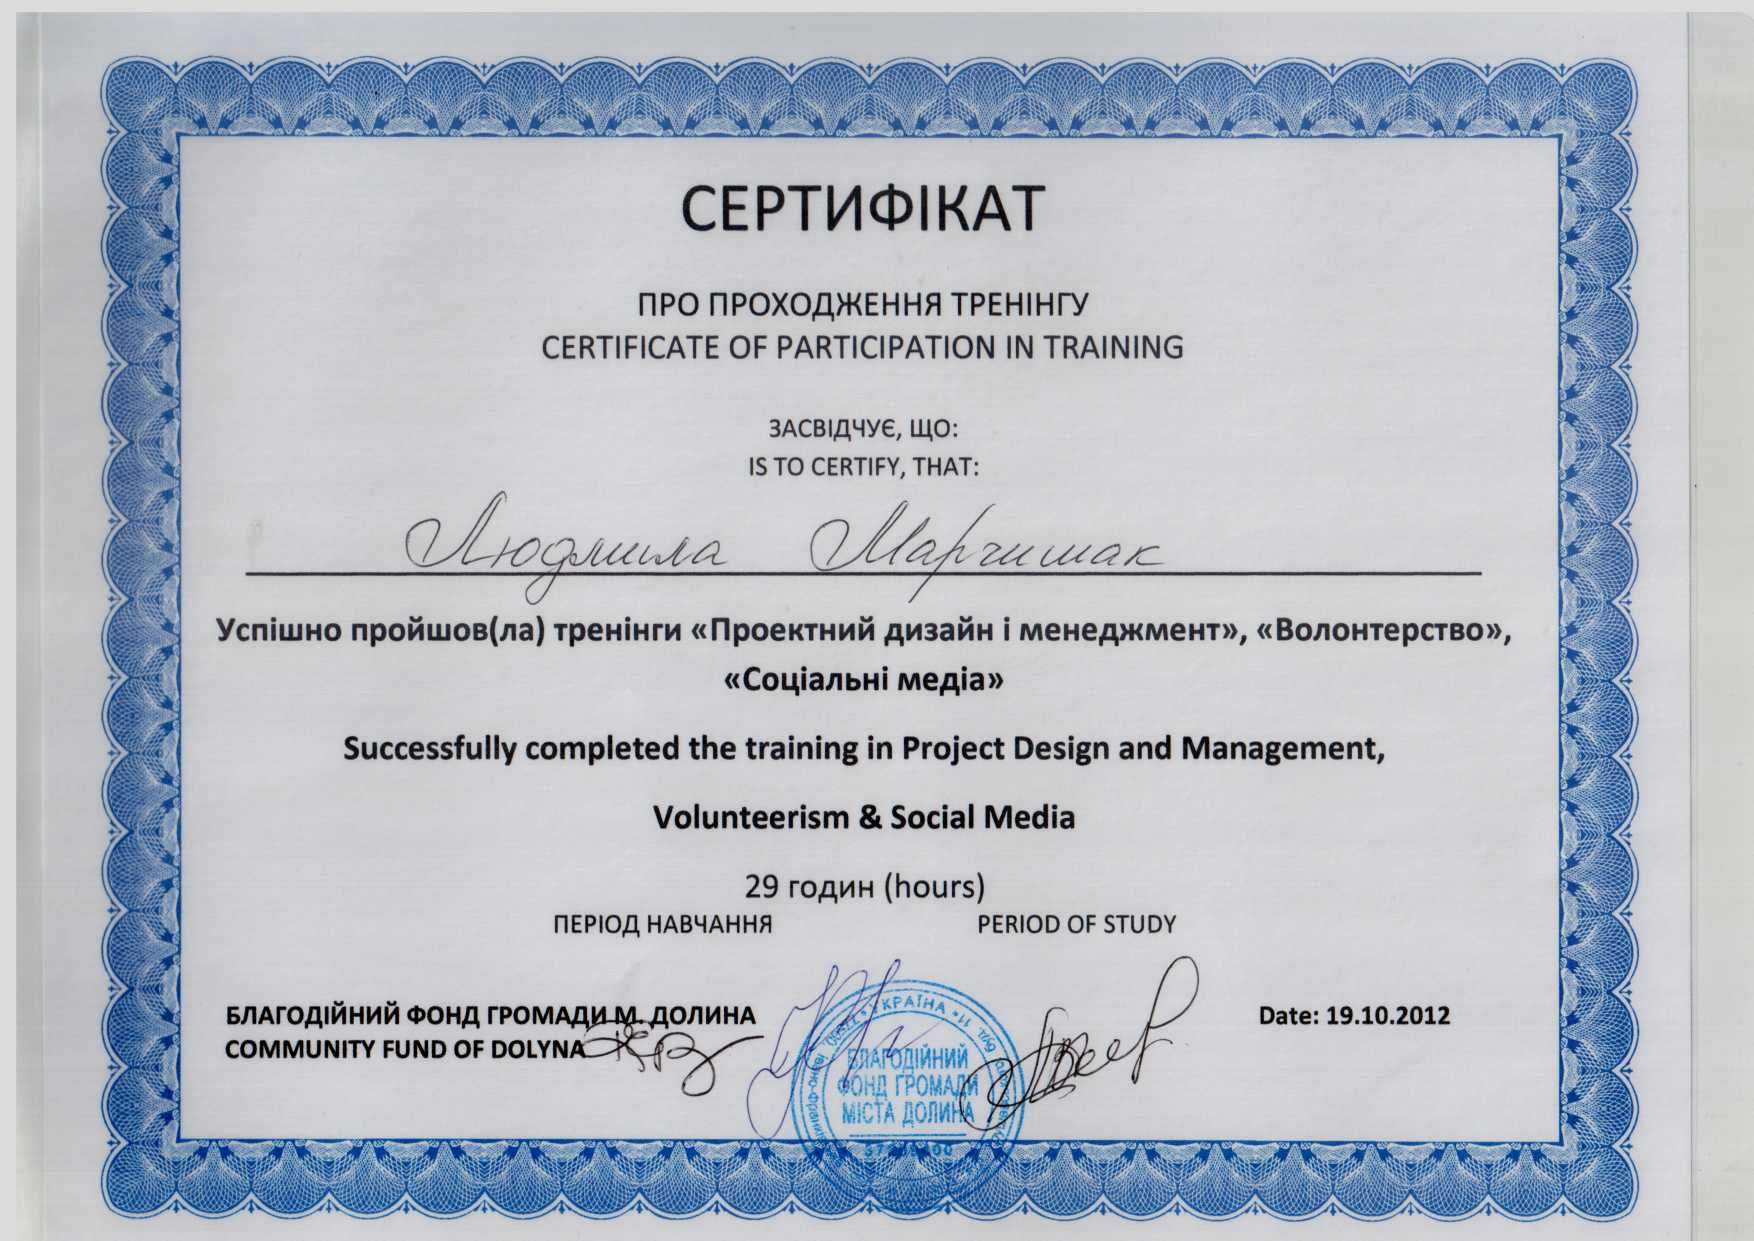 СЕРТИФІКАТ
ПРО ПРОХОДЖЕННЯ ТРЕНІНГУ
CERTIFICATE OF PARTICIPATION IN TRAINING
ЗАСВІДЧУЄ, ЩО:
IS TO CERTIFY, THAT:
Людмила Марчишак
Успішно пройшов(ла) тренінги «Проектний дизайн і менеджмент», «Волонтерство»,
«Соціальні медіа»
Successfully completed the training in Project Design and Management,
Volunteerism & Social Media
29 годин (hours)
ПЕРІОД НАВЧАННЯ PERIOD OF STUDY
БЛАГОДІЙНИЙ ФОНД ГРОМАДИ М. ДОЛИНА
COMMUNITY FUND OF DOLYNA
Date: 19.10.2012
УКРАЇНА
БЛАГОДІЙНИЙ
ФОНД ГРОМАДИ
МІСТА ДОЛИНА